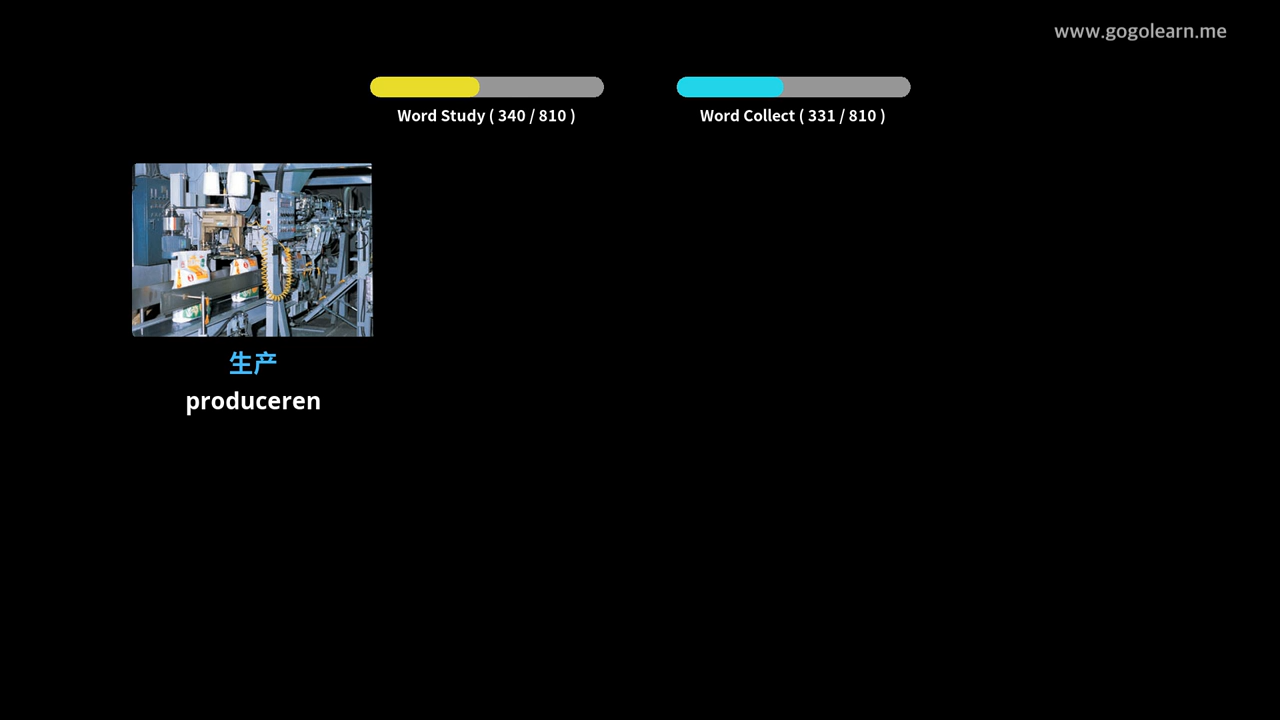 www.gogolearn.me
Word Study ( 340 / 810 )
Word Collect ( 331 / 810 )
生产
produceren